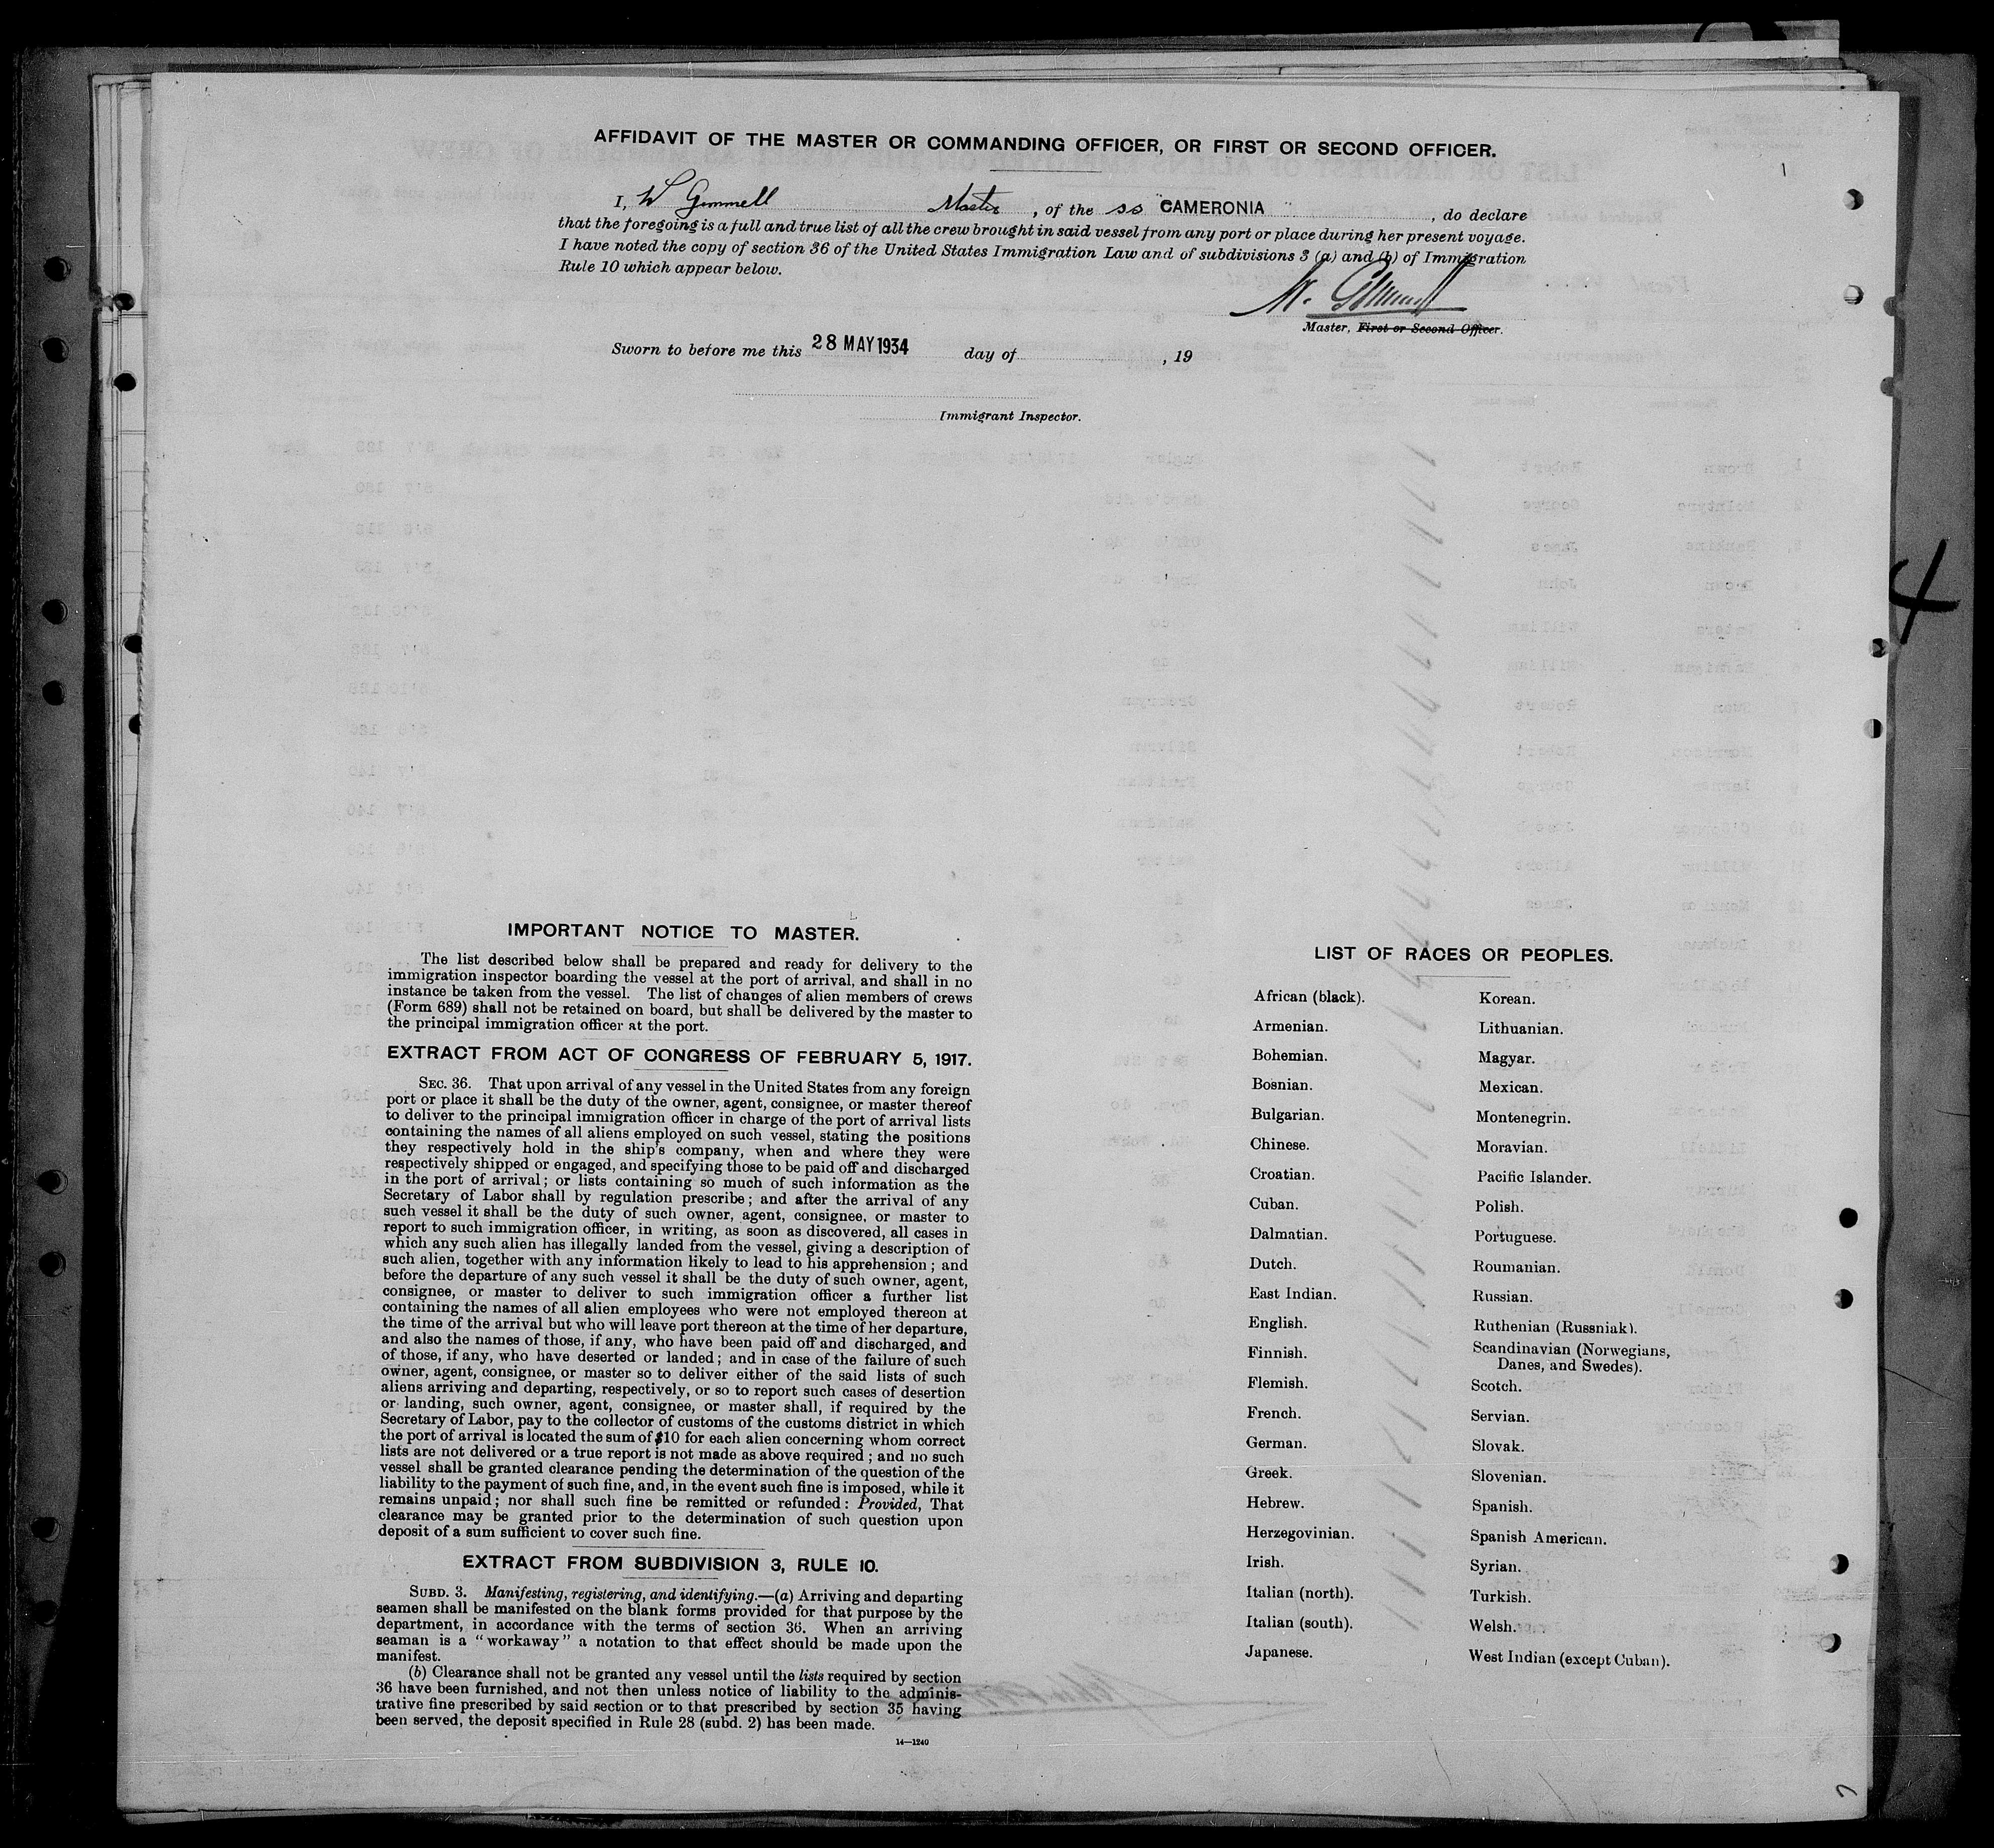 AFFIDAVIT OF THE MASTER OR COMMANDING OFFICER, OR FIRST OR SECOND OFFICER.
I, W Gemmell Master, of the ss CAMERONIA, do declare
that the foregoing is a full and true list of all the crew brought in said vessel from any port or place during her present voyage.
I have noted the copy of section 36 of the United States Immigration Law and of subdivisions 3 (a) and (b) of Immigration
Rule 10 which appear below.
W. Gemmell
Master, First or Second Officer.
Sworn to before me this 28 MAY 1934 day of , 19
Immigrant Inspector.
4
IMPORTANT NOTICE TO MASTER.
The list described below shall be prepared and ready for delivery to the
immigration inspector boarding the vessel at the port of arrival, and shall in no
instance be taken from the vessel. The list of changes of alien members of crews
(Form 689) shall not be retained on board, but shall be delivered by the master to
the principal immigration officer at the port.
EXTRACT FROM ACT OF CONGRESS OF FEBRUARY 5, 1917.
SEC. 36. That upon arrival of any vessel in the United States from any foreign
port or place it shall be the duty of the owner, agent, consignee, or master thereof
to deliver to the principal immigration officer in charge of the port of arrival lists
containing the names of all aliens employed on such vessel, stating the positions
they respectively hold in the ship's company, when and where they were
respectively shipped or engaged, and specifying those to be paid off and discharged
in the port of arrival; or lists containing so much of such information as the
Secretary of Labor shall by regulation prescribe; and after the arrival of any
such vessel it shall be the duty of such owner, agent, consignee, or master to
report to such immigration officer, in writing, as soon as discovered, all cases in
which any such alien has illegally landed from the vessel, giving a description of
such alien, together with any information likely to lead to his apprehension; and
before the departure of any such vessel it shall be the duty of such owner, agent,
consignee, or master to deliver to such immigration officer a further list
containing the names of all alien employees who were not employed thereon at
the time of the arrival but who will leave port thereon at the time of her departure,
and also the names of those, if any, who have been paid off and discharged, and
of those, if any, who have deserted or landed; and in case of the failure of such
owner, agent, consignee, or master so to deliver either of the said lists of such
aliens arriving and departing, respectively, or so to report such cases of desertion
or landing, such owner, agent, consignee, or master shall, if required by the
Secretary of Labor, pay to the collector of customs of the customs district in which
the port of arrival is located the sum of $10 for each alien concerning whom correct
lists are not delivered or a true report is not made as above required; and no such
vessel shall be granted clearance pending the determination of the question of the
liability to the payment of such fine, and, in the event such fine is imposed, while it
remains unpaid; nor shall such fine be remitted or refunded: Provided, That
clearance may be granted prior to the determination of such question upon
deposit of a sum sufficient to cover such fine.
EXTRACT FROM SUBDIVISION 3, RULE 10.
SUBD. 3. Manifesting, registering, and identifying.—(a) Arriving and departing
seamen shall be manifested on the blank forms provided for that purpose by the
department, in accordance with the terms of section 36. When an arriving
seaman is a "workaway" a notation to that effect should be made upon the
manifest.
(b) Clearance shall not be granted any vessel until the lists required by section
36 have been furnished, and not then unless notice of liability to the adminis-
trative fine prescribed by said section or to that prescribed by section 35 having
been served, the deposit specified in Rule 28 (subd. 2) has been made.
14—1240
LIST OF RACES OR PEOPLES.
African (black).
Armenian.
Bohemian.
Bosnian.
Bulgarian.
Chinese.
Croatian.
Cuban.
Dalmatian.
Dutch.
East Indian.
English.
Finnish.
Flemish.
French.
German.
Greek.
Hebrew.
Herzegovinian.
Irish.
Italian (north).
Italian (south).
Japanese.
Korean.
Lithuanian.
Magyar.
Mexican.
Montenegrin.
Moravian.
Pacific Islander.
Polish.
Portuguese.
Roumanian.
Russian.
Ruthenian (Russniak).
Scandinavian (Norwegians,
Danes, and Swedes).
Scotch.
Servian.
Slovak.
Slovenian.
Spanish.
Spanish American.
Syrian.
Turkish.
Welsh.
West Indian (except Cuban).